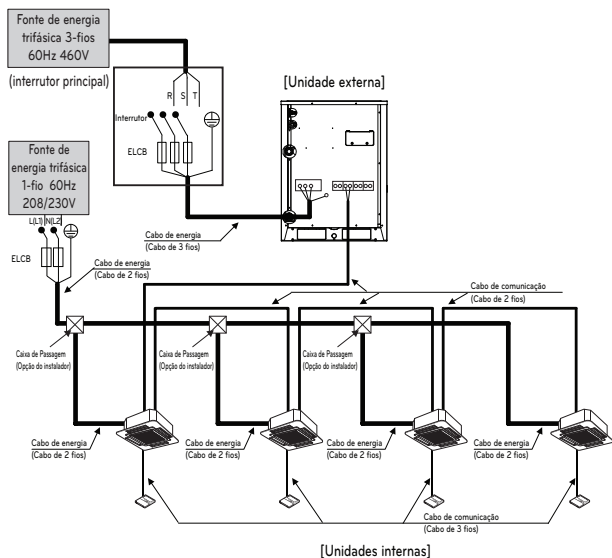 Fonte de energia
trifásica 3-fios
60Hz 460V
(interrutor principal)
R S T
Interrutor
ELCB
[Unidade externa]
Fonte de
energia trifásica
1-fio 60Hz
208/230V
L(L1) N(L2)
ELCB
Cabo de energia
(Cabo de 3 fios)
Cabo de energia
(Cabo de 2 fios)
Cabo de comunicação
(Cabo de 2 fios)
Caixa de Passagem
(Opção do instalador)
Caixa de Passagem
(Opção do instalador)
Caixa de Passagem
(Opção do instalador)
Cabo de energia
(Cabo de 2 fios)
Cabo de energia
(Cabo de 2 fios)
Cabo de energia
(Cabo de 2 fios)
Cabo de energia
(Cabo de 2 fios)
Cabo de comunicação
(Cabo de 3 fios)
[Unidades internas]